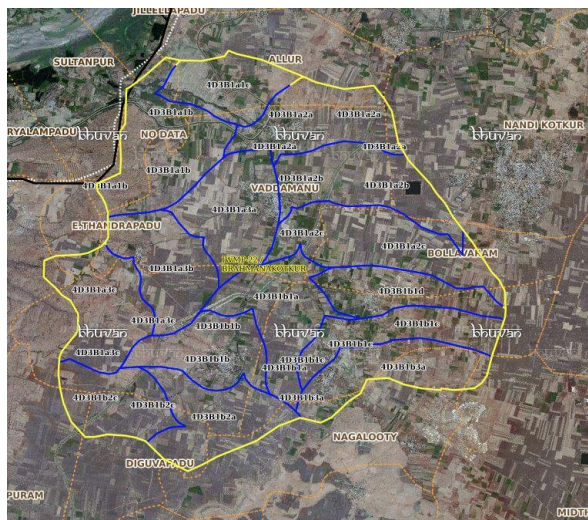 JILLELLAPADU
SULTANPUR
ALLUR
4D3B1a1c
4D3B1a1b
4D3B1a2a
4D3B1a2a
RYALAMPADU
bhuvan
NO DATA
bhuvan
bhuvan
NANDI KOTKUR
4D3B1a2a
4D3B1a2a
4D3B1a1b
4D3B1a1b
4D3B1a2b
4D3B1a2b
VADDAMANU
4D3B1a3a
E.THANDRAPADU
4D3B1a2c
4D3B1a2c
BOLLAVARAM
IWMP-22 /
BRAHMANAKOTKUR
4D3B1a3b
4D3B1a3c
4D3B1b1a
4D3B1b1d
4D3B1a3c
4D3B1b1b
4D3B1b1c
bhuvan
bhuvan
bhuvan
4D3B1a3c
4D3B1b1b
4D3B1b1c
4D3B1b1c
4D3B1b1a
4D3B1b3a
4D3B1b2c
4D3B1b2c
4D3B1b2a
4D3B1b3a
NAGALOOTY
DIGUVAPADU
PURAM
MIDTH